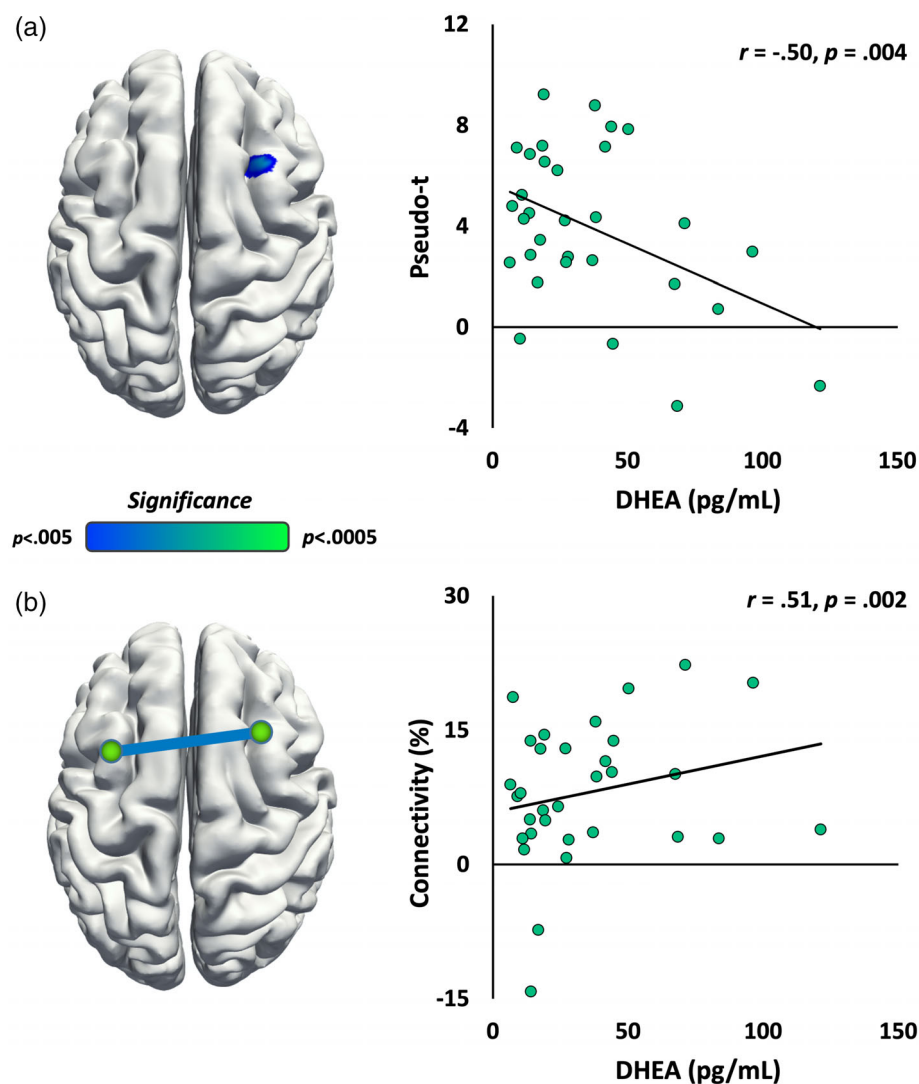 (a)
r = -.50, p = .004
12
8
4
0
-4
Pseudo-t
0
50
100
150
DHEA (pg/mL)
Significance
p<.005
p<.0005
(b)
r = .51, p = .002
30
15
0
-15
Connectivity (%)
0
50
100
150
DHEA (pg/mL)